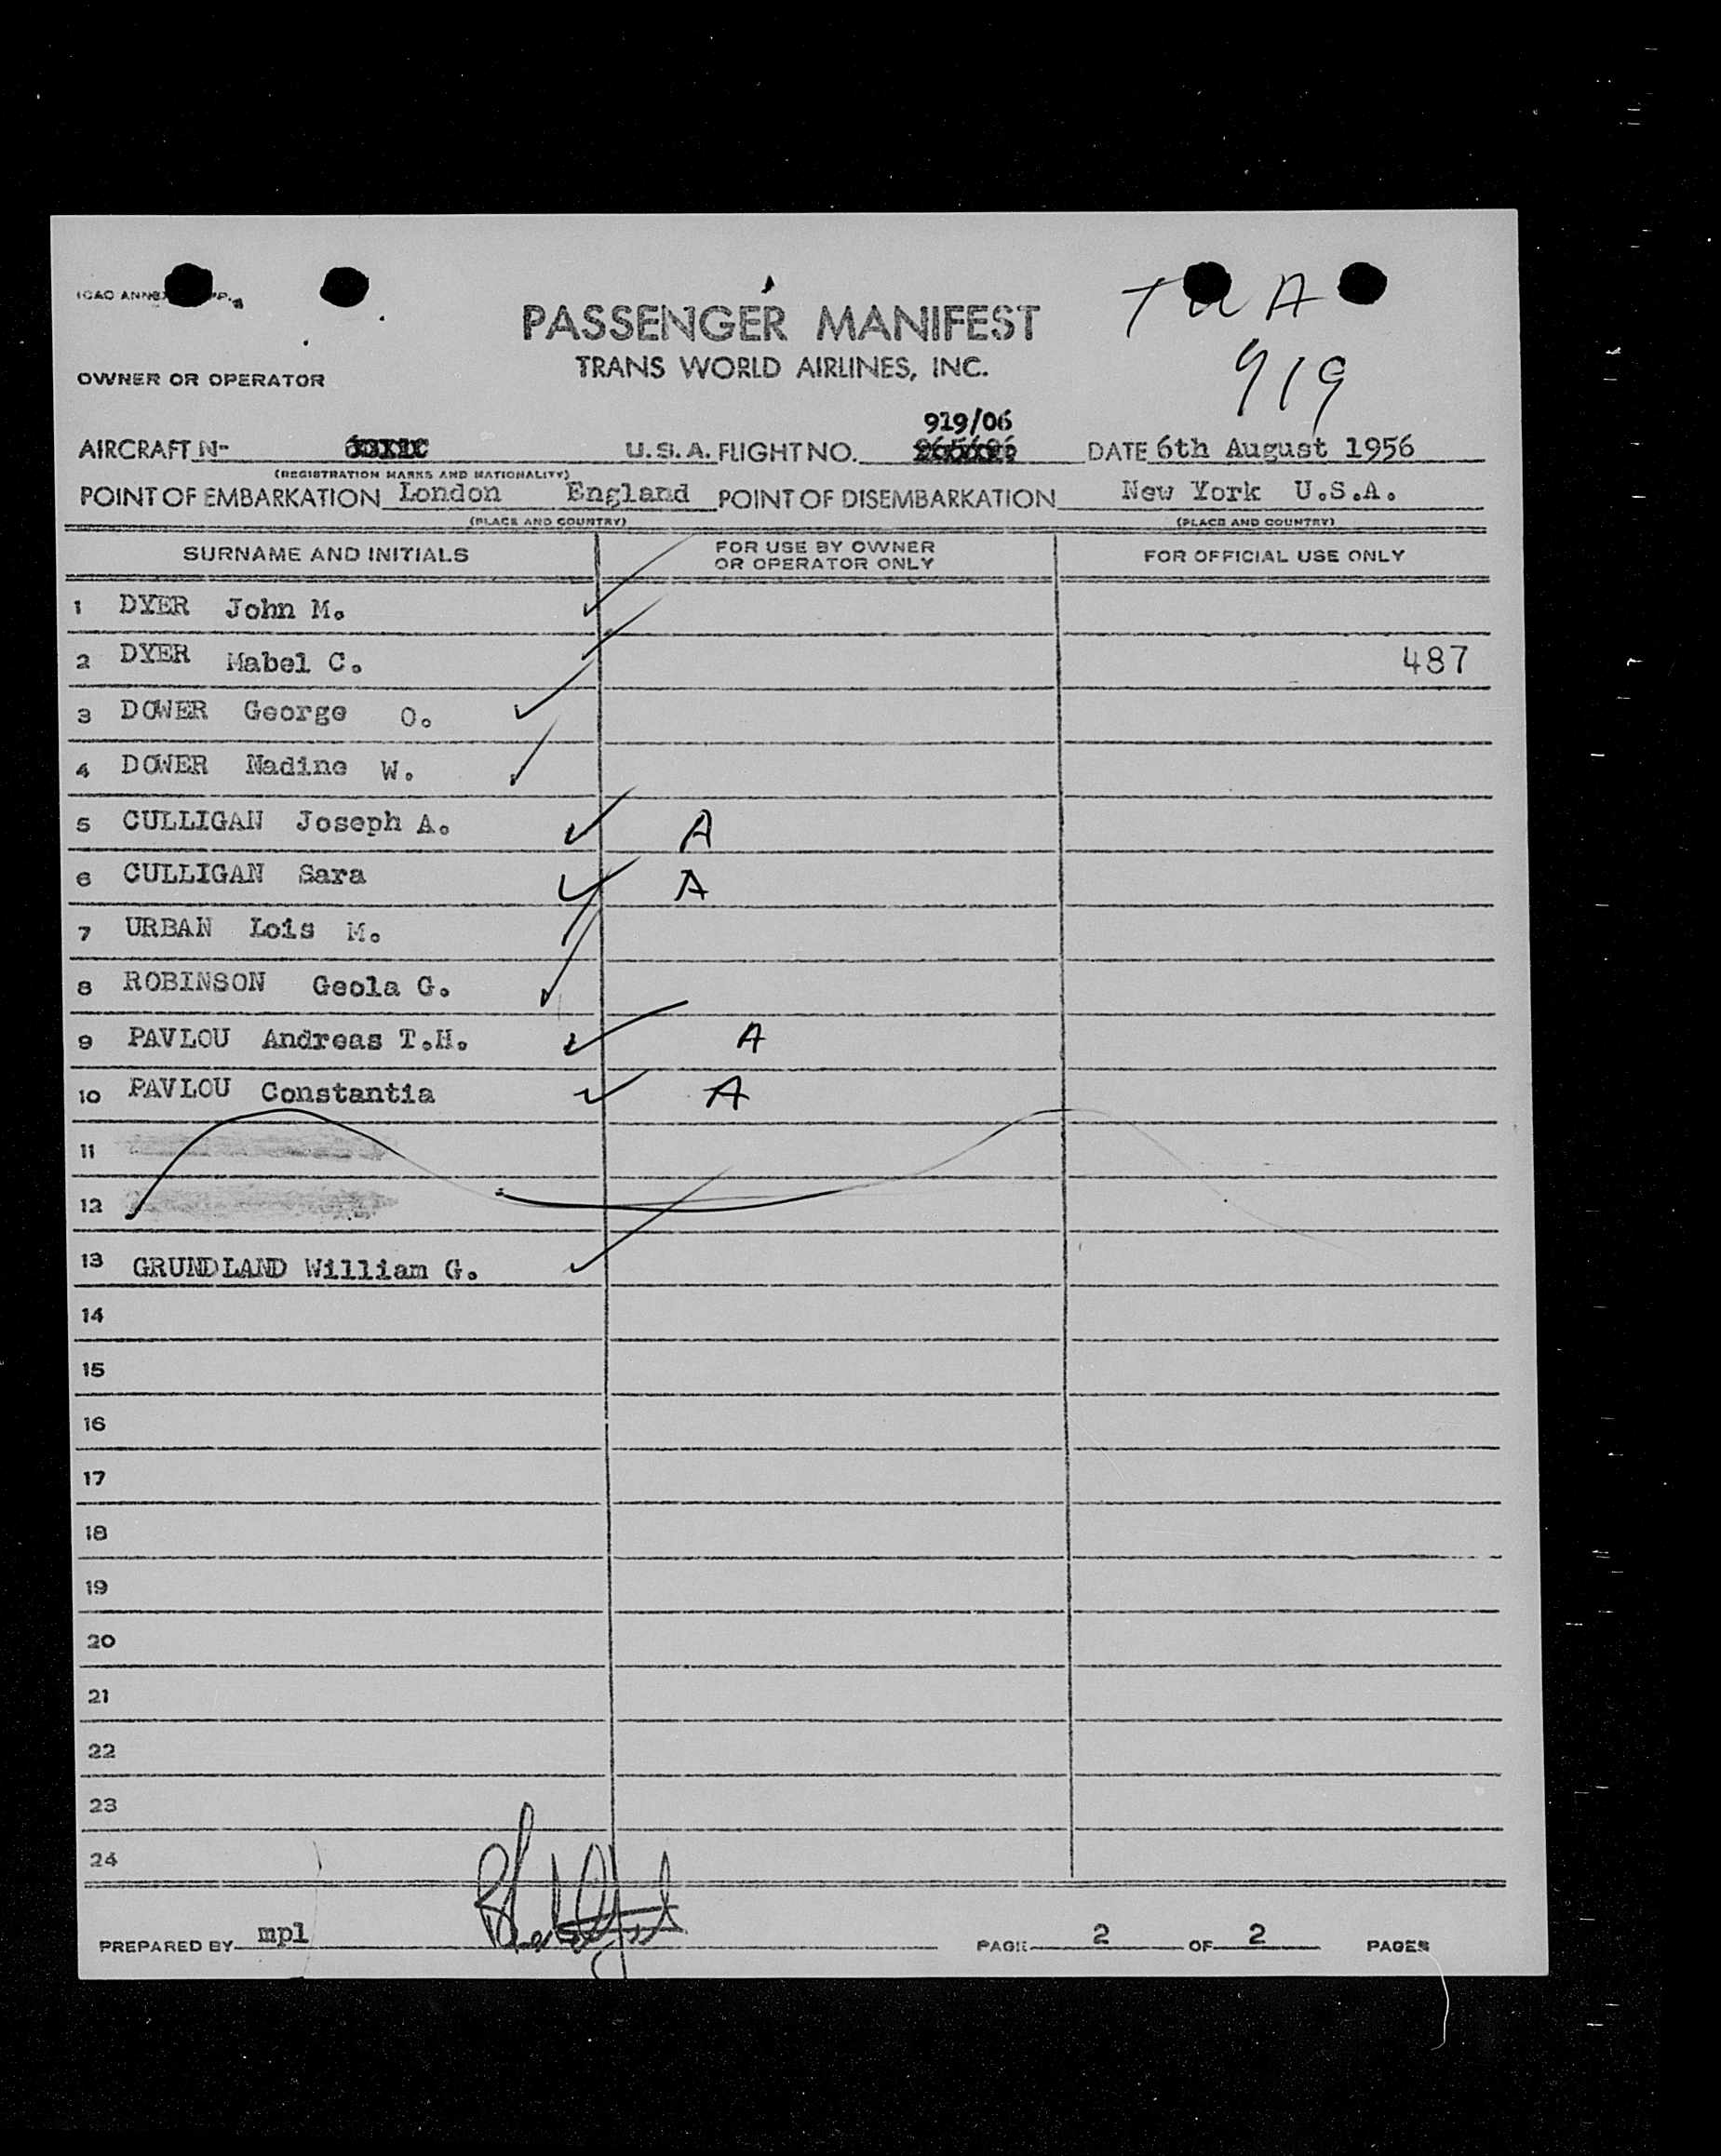 ICAO ANNEX
T W A
PASSENGER MANIFEST
TRANS WORLD AIRLINES, INC.
919
OWNER OR OPERATOR
919/06
AIRCRAFT N- U.S.A. FLIGHT NO. DATE 6th August 1956
(REGISTRATION MARKS AND NATIONALITY)
POINT OF EMBARKATION London England POINT OF DISEMBARKATION New York U.S.A.
(PLACE AND COUNTRY) (PLACE AND COUNTRY)
SURNAME AND INITIALS FOR USE BY OWNER OR OPERATOR ONLY FOR OFFICIAL USE ONLY
1 DYER John M.
2 DYER Mabel C. 487
3 DOWER George O.
4 DOWER Nadine W.
5 CULLIGAN Joseph A. A
6 CULLIGAN Sara A
7 URBAN Lois M.
8 ROBINSON Geola G.
9 PAVLOU Andreas T.H. A
10 PAVLOU Constantia A
11
12
13 GRUNDLAND William G.
14
15
16
17
18
19
20
21
22
23
24
PREPARED BY mpl PAGE 2 OF 2 PAGES